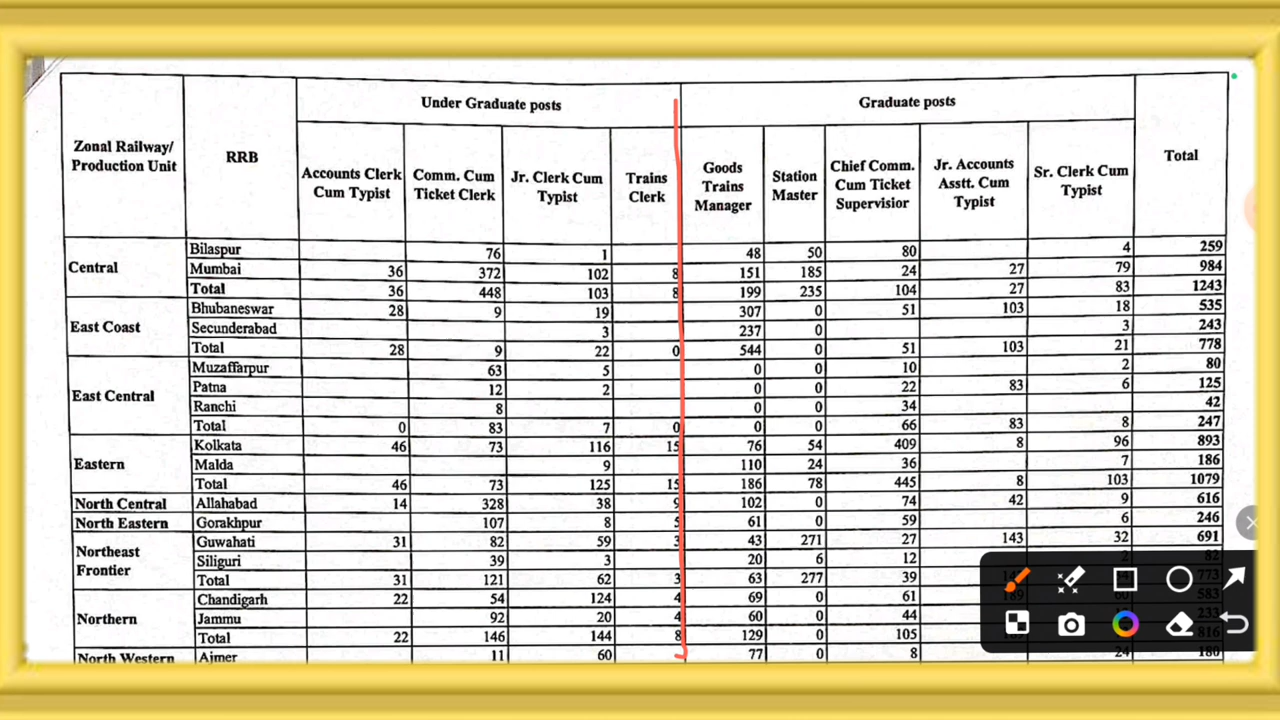 Under Graduate posts Graduate posts
Zonal Railway/ Production Unit RRB Accounts Clerk Cum Typist Comm. Cum Ticket Clerk Jr. Clerk Cum Typist Trains Clerk Goods Trains Manager Station Master Chief Comm. Cum Ticket Supervisior Jr. Accounts Asstt. Cum Typist Sr. Clerk Cum Typist Total
Central Bilaspur 76 1 48 50 80 4 259
Mumbai 36 372 102 8 151 185 24 27 79 984
Total 36 448 103 8 199 235 104 27 83 1243
East Coast Bhubaneswar 28 9 19 307 0 51 103 18 535
Secunderabad 3 237 0 3 243
Total 28 9 22 0 544 0 51 103 21 778
East Central Muzaffarpur 63 5 0 0 10 2 80
Patna 12 2 0 0 22 83 6 125
Ranchi 8 0 0 34 42
Total 0 83 7 0 0 0 66 83 8 247
Eastern Kolkata 46 73 116 15 76 54 409 8 96 893
Malda 9 110 24 36 7 186
Total 46 73 125 15 186 78 445 8 103 1079
North Central Allahabad 14 328 38 9 102 0 74 42 9 616
North Eastern Gorakhpur 107 8 5 61 0 59 6 246
Northeast Frontier Guwahati 31 82 59 3 43 271 27 143 32 691
Siliguri 39 3 20 6 12 2 82
Total 31 121 62 3 63 277 39 773
Northern Chandigarh 22 54 124 4 69 0 61 189 60 583
Jammu 92 20 4 60 0 44 233
Total 22 146 144 8 129 0 105 816
North Western Ajmer 11 60 77 0 8 24 180